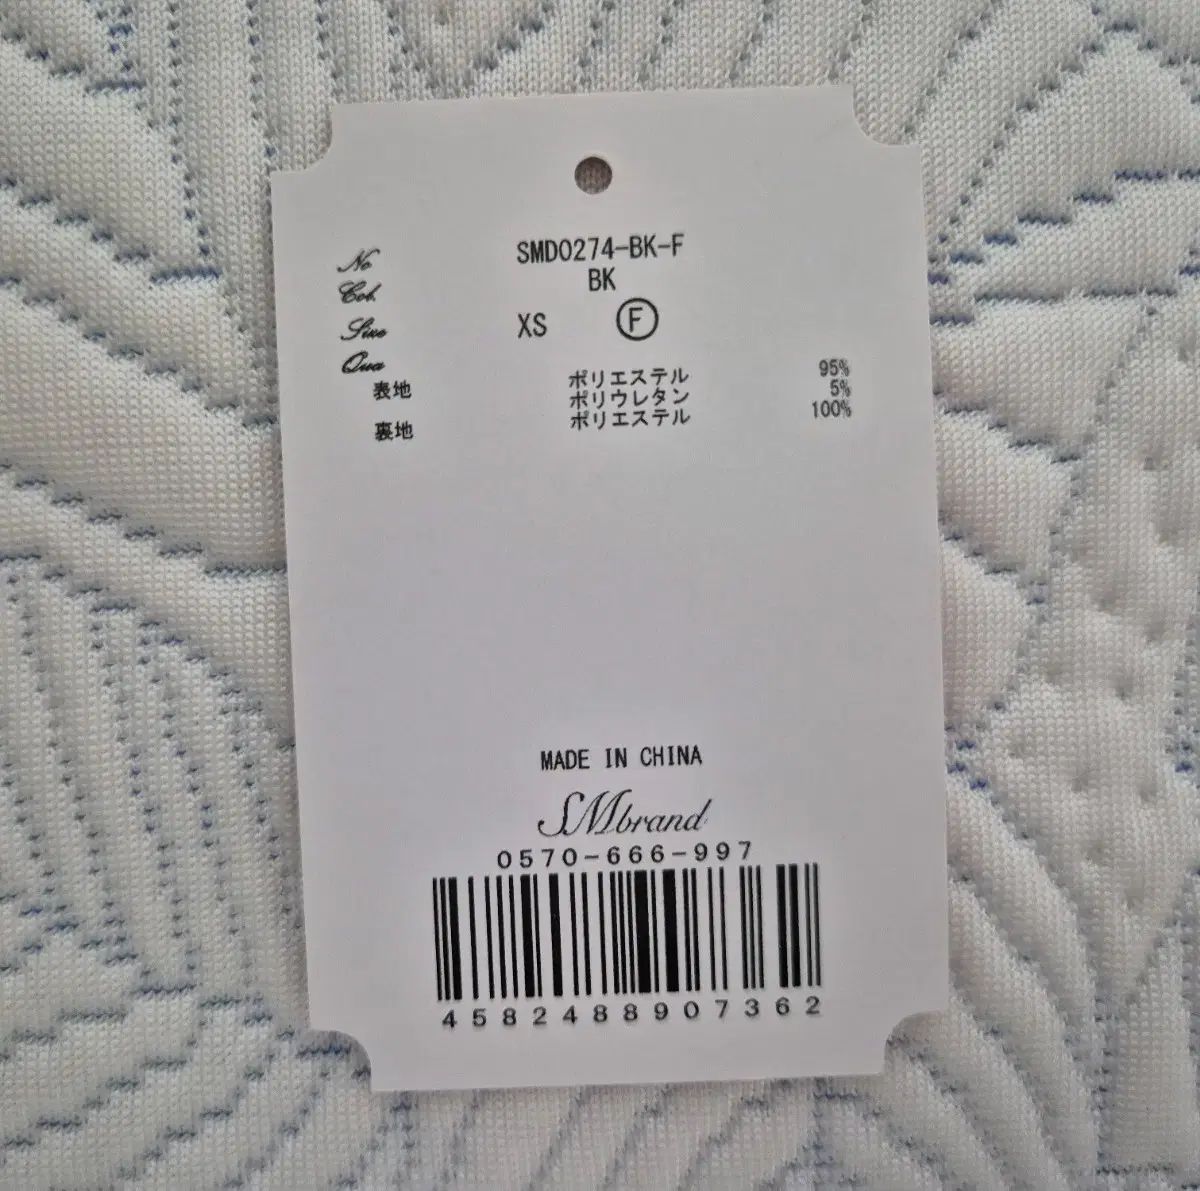 No SMD0274-BK-F
Col. BK
Size XS Ⓕ
Qua
表地 ポリエステル 95%
ポリウレタン 5%
裏地 ポリエステル 100%
MADE IN CHINA
SMbrand
0570-666-997
4582488907362